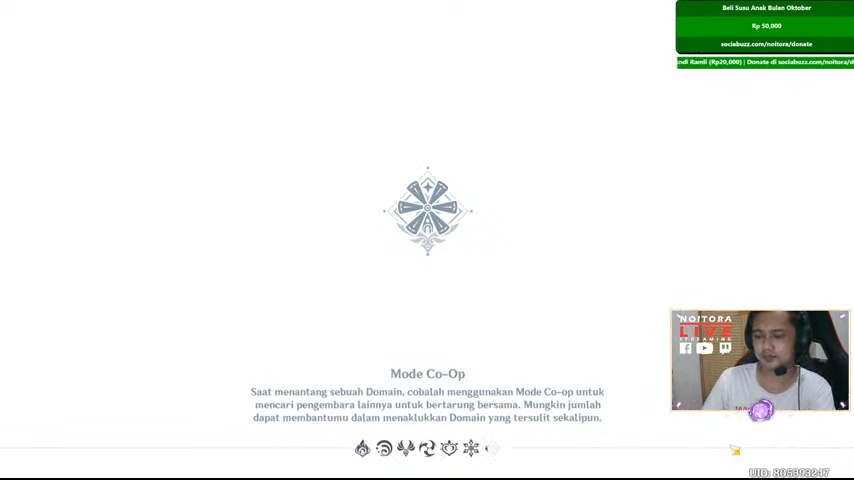 Beli Susu Anak Bulan Oktober
Rp 50,000
sociabuzz.com/noitora/donate
ndi Ramli (Rp20,000) | Donate di sociabuzz.com/noitora/d
NOITORA
LIVE
STREAMING
Mode Co-Op
Saat menantang sebuah Domain, cobalah menggunakan Mode Co-op untuk
mencari pengembara lainnya untuk bertarung bersama. Mungkin jumlah
dapat membantumu dalam menaklukkan Domain yang tersulit sekalipun.
UID: 805393247